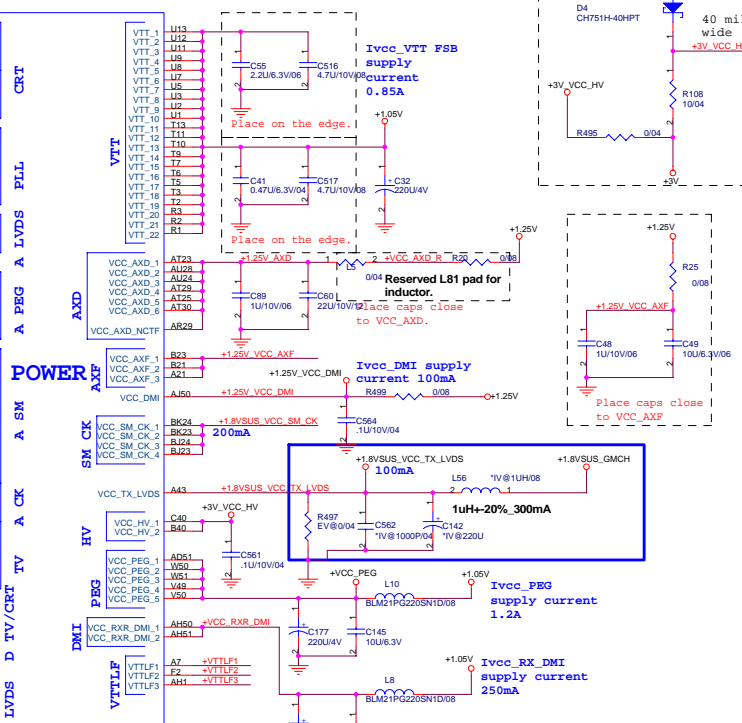 CRT
PLL
A LVDS
A PEG
A SM
A CK
TV
D TV/CRT
LVDS
POWER
VTT
VTT_1 U13
VTT_2 U12
VTT_3 U11
VTT_4 U9
VTT_5 U8
VTT_6 U7
VTT_7 U5
VTT_8 U3
VTT_9 U2
VTT_10 U1
VTT_11 T13
VTT_12 T11
VTT_13 T10
VTT_14 T9
VTT_15 T7
VTT_16 T6
VTT_17 T5
VTT_18 T3
VTT_19 T2
VTT_20 R3
VTT_21 R2
VTT_22 R1
C55
2.2U/6.3V/06
C516
4.7U/10V/08
Place on the edge.
Ivcc_VTT FSB
supply
current
0.85A
+1.05V
C41
0.47U/6.3V/04
C517
4.7U/10V/08
C32
220U/4V
Place on the edge.
D4
CH751H-40HPT
40 mil
wide
+3V_VCC_H
+3V_VCC_HV
R108
10/04
R495
0/04
+3V
AXD
VCC_AXD_1 AT23
VCC_AXD_2 AU28
VCC_AXD_3 AU24
VCC_AXD_4 AT29
VCC_AXD_5 AT25
VCC_AXD_6 AT30
VCC_AXD_NCTF AR29
+1.25V_AXD
1 L5 2
0/04
+VCC_AXD_R
R20
0/08
+1.25V
Reserved L81 pad for
inductor.
C89
1U/10V/06
C60
22U/10V/12
Place caps close
to VCC_AXD.
+1.25V
R25
0/08
+1.25V_VCC_AXF
C48
1U/10V/06
C49
10U/6.3V/06
Place caps close
to VCC_AXF
AXF
VCC_AXF_1 B23
VCC_AXF_2 B21
VCC_AXF_3 A21
+1.25V_VCC_AXF
VCC_DMI AJ50
+1.25V_VCC_DMI
+1.25V_VCC_DMI
Ivcc_DMI supply
current 100mA
R499
0/08
+1.25V
C564
.1U/10V/04
SM CK
VCC_SM_CK_1 BK24
VCC_SM_CK_2 BK23
VCC_SM_CK_3 BJ24
VCC_SM_CK_4 BJ23
+1.8VSUS_VCC_SM_CK
200mA
VCC_TX_LVDS A43
+1.8VSUS_VCC_TX_LVDS
+1.8VSUS_VCC_TX_LVDS
100mA
L56
*IV@1UH/08
2 1
+1.8VSUS_GMCH
1uH+-20%_300mA
R497
EV@0/04
C562
*IV@1000P/04
C142
*IV@220U
HV
VCC_HV_1 C40
VCC_HV_2 B40
+3V_VCC_HV
C561
.1U/10V/04
PEG
VCC_PEG_1 AD51
VCC_PEG_2 W50
VCC_PEG_3 W51
VCC_PEG_4 V49
VCC_PEG_5 V50
+VCC_PEG
L10
BLM21PG220SN1D/08
+1.05V
Ivcc_PEG
supply current
1.2A
C177
220U/4V
C145
10U/6.3V
DMI
VCC_RXR_DMI_1 AH50
VCC_RXR_DMI_2 AH51
+VCC_RXR_DMI
VTTLF
VTTLF1 A7 +VTTLF1
VTTLF2 F2 +VTTLF2
VTTLF3 AH1 +VTTLF3
L8
BLM21PG220SN1D/08
+1.05V
Ivcc_RX_DMI
supply current
250mA